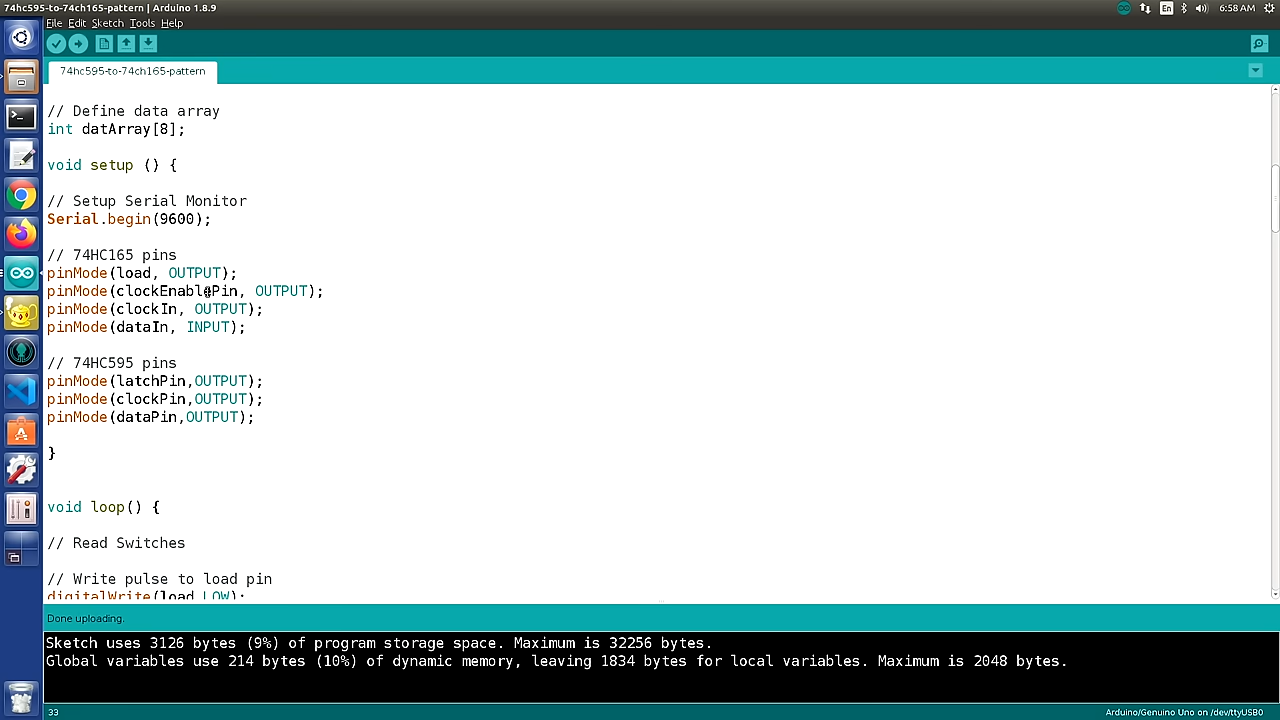 74hc595-to-74ch165-pattern | Arduino 1.8.9
En
6:58 AM
File Edit Sketch Tools Help
74hc595-to-74ch165-pattern
// Define data array
int datArray[8];
void setup () {
// Setup Serial Monitor
Serial.begin(9600);
// 74HC165 pins
pinMode(load, OUTPUT);
pinMode(clockEnablePin, OUTPUT);
pinMode(clockIn, OUTPUT);
pinMode(dataIn, INPUT);
// 74HC595 pins
pinMode(latchPin,OUTPUT);
pinMode(clockPin,OUTPUT);
pinMode(dataPin,OUTPUT);
}
void loop() {
// Read Switches
// Write pulse to load pin
digitalWrite(load,LOW);
Done uploading.
Sketch uses 3126 bytes (9%) of program storage space. Maximum is 32256 bytes.
Global variables use 214 bytes (10%) of dynamic memory, leaving 1834 bytes for local variables. Maximum is 2048 bytes.
33
Arduino/Genuino Uno on /dev/ttyUSB0